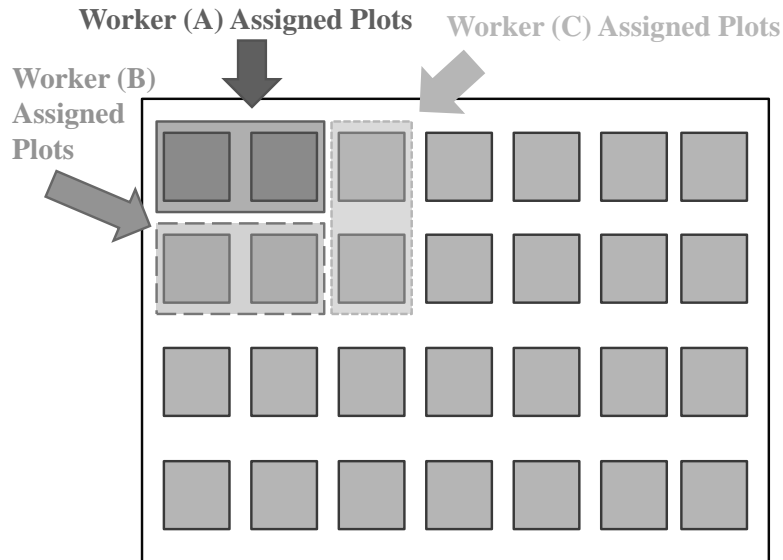 Worker (A) Assigned Plots
Worker (C) Assigned Plots
Worker (B)
Assigned
Plots